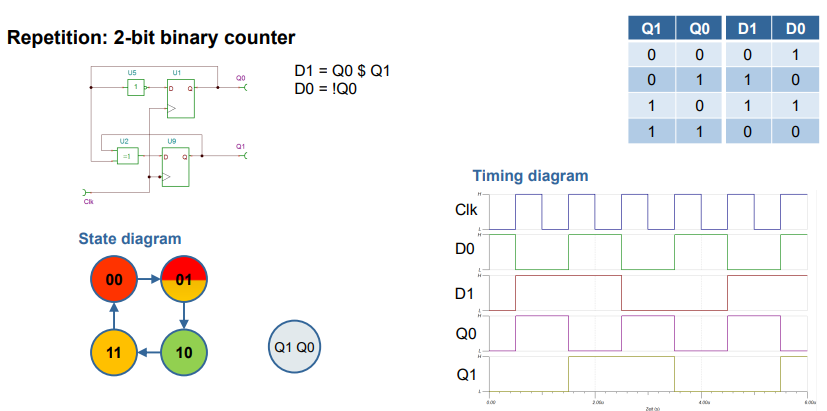 Repetition: 2-bit binary counter
D1 = Q0 $ Q1
D0 = !Q0
U5
U1
1
D
Q
Q0
U2
U9
=1
D
Q
Q1
Clk
Q1 Q0 D1 D0
0 0 0 1
0 1 1 0
1 0 1 1
1 1 0 0
State diagram
00
01
11
10
Q1 Q0
Timing diagram
Clk
H
L
D0
H
L
D1
H
L
Q0
H
L
Q1
H
L
0.00 2.00u 4.00u 6.00u
Zeit (s)